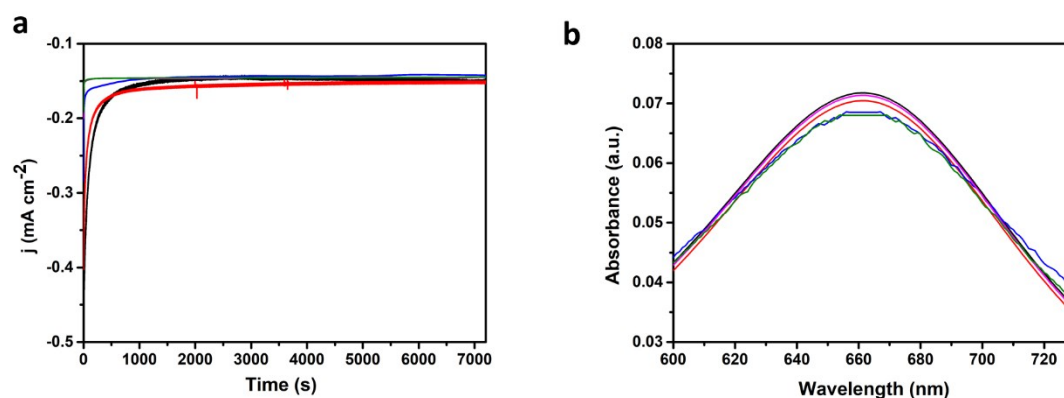 a
-0.1
-0.2
-0.3
-0.4
-0.5
j (mA cm-2)
0 1000 2000 3000 4000 5000 6000 7000
Time (s)
b
0.08
0.07
0.06
0.05
0.04
0.03
Absorbance (a.u.)
600 620 640 660 680 700 720
Wavelength (nm)